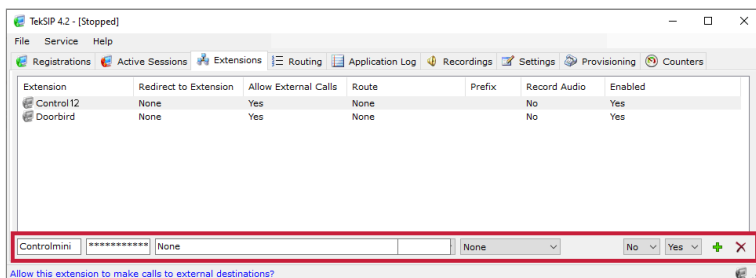 TekSIP 4.2 - [Stopped]
File Service Help
Registrations Active Sessions Extensions Routing Application Log Recordings Settings Provisioning Counters
Extension Redirect to Extension Allow External Calls Route Prefix Record Audio Enabled
Control12 None Yes None No Yes
Doorbird None Yes None No Yes
Controlmini *********** None None No Yes
Allow this extension to make calls to external destinations?